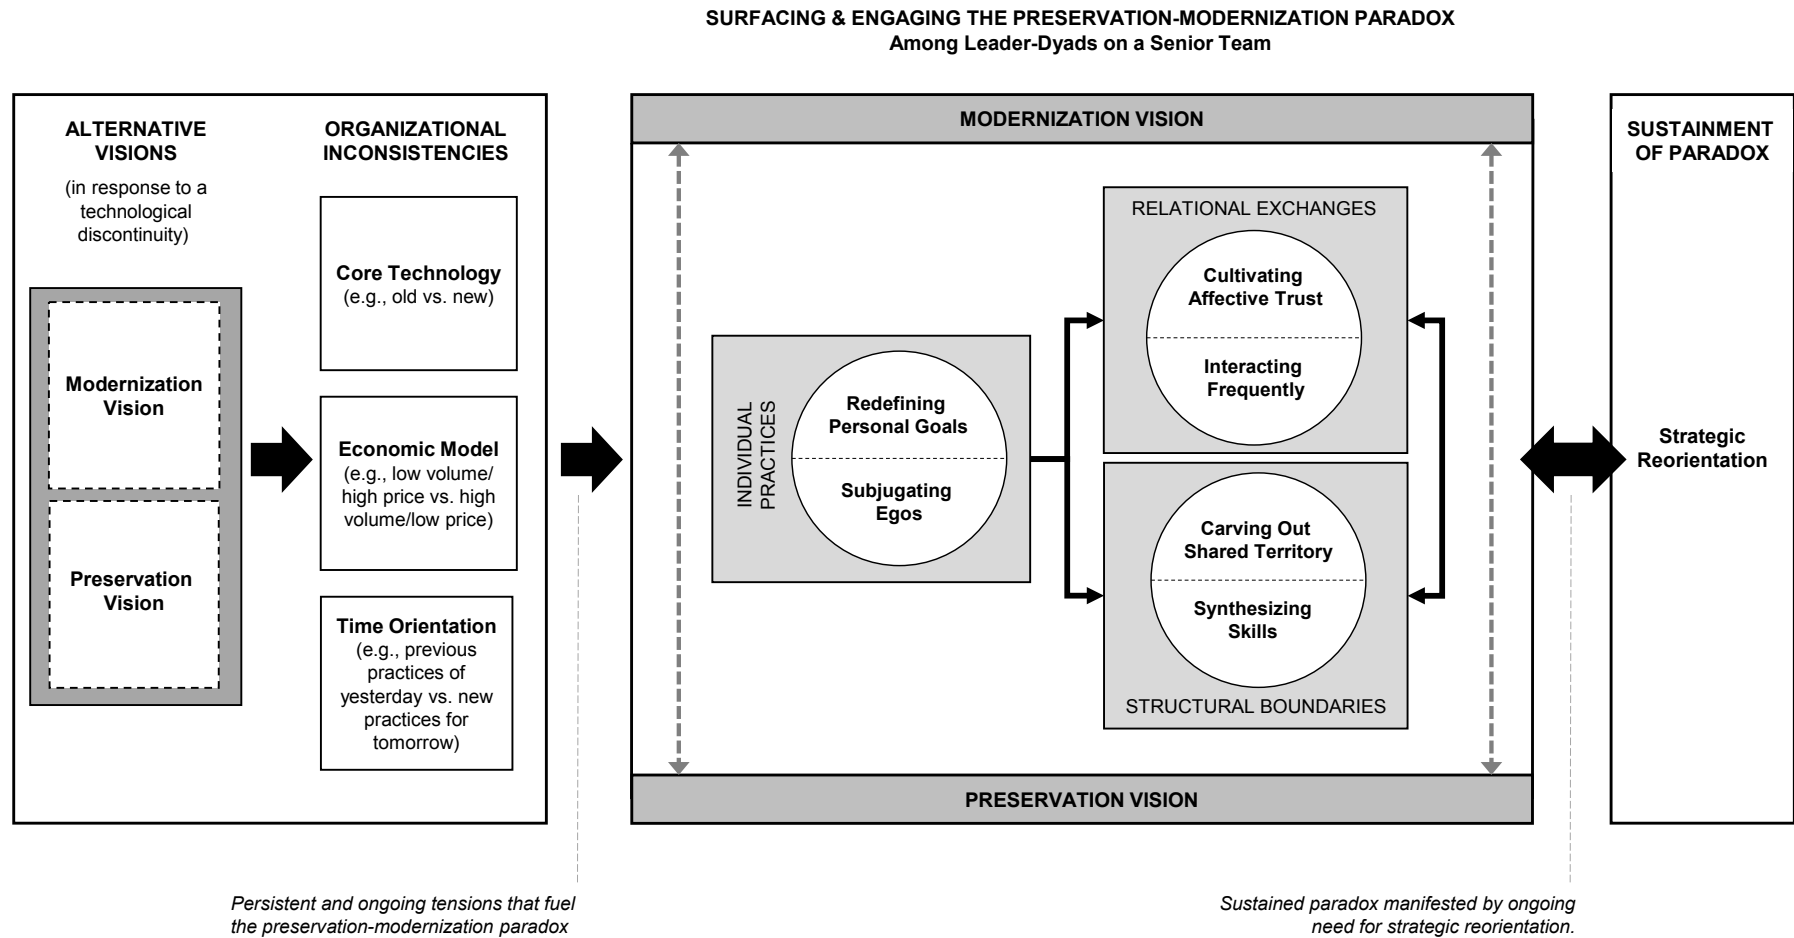 SURFACING & ENGAGING THE PRESERVATION-MODERNIZATION PARADOX
Among Leader-Dyads on a Senior Team
ALTERNATIVE
VISIONS
(in response to a
technological
discontinuity)
Modernization
Vision
Preservation
Vision
ORGANIZATIONAL
INCONSISTENCIES
Core Technology
(e.g., old vs. new)
Economic Model
(e.g., low volume/
high price vs. high
volume/low price)
Time Orientation
(e.g., previous
practices of
yesterday vs. new
practices for
tomorrow)
MODERNIZATION VISION
INDIVIDUAL
PRACTICES
Redefining
Personal Goals
Subjugating
Egos
RELATIONAL EXCHANGES
Cultivating
Affective Trust
Interacting
Frequently
Carving Out
Shared Territory
Synthesizing
Skills
STRUCTURAL BOUNDARIES
PRESERVATION VISION
SUSTAINMENT
OF PARADOX
Strategic
Reorientation
Persistent and ongoing tensions that fuel
the preservation-modernization paradox
Sustained paradox manifested by ongoing
need for strategic reorientation.